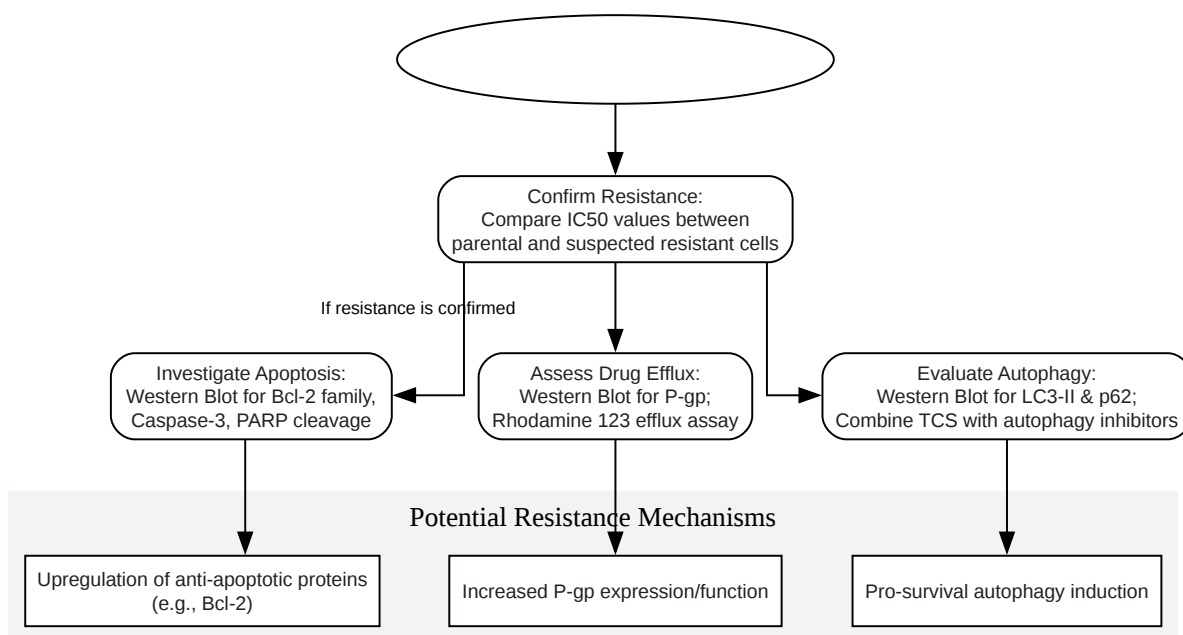 Confirm Resistance:
Compare IC50 values between
parental and suspected resistant cells
If resistance is confirmed
Investigate Apoptosis:
Western Blot for Bcl-2 family,
Caspase-3, PARP cleavage
Assess Drug Efflux:
Western Blot for P-gp;
Rhodamine 123 efflux assay
Evaluate Autophagy:
Western Blot for LC3-II & p62;
Combine TCS with autophagy inhibitors
Potential Resistance Mechanisms
Upregulation of anti-apoptotic proteins
(e.g., Bcl-2)
Increased P-gp expression/function
Pro-survival autophagy induction